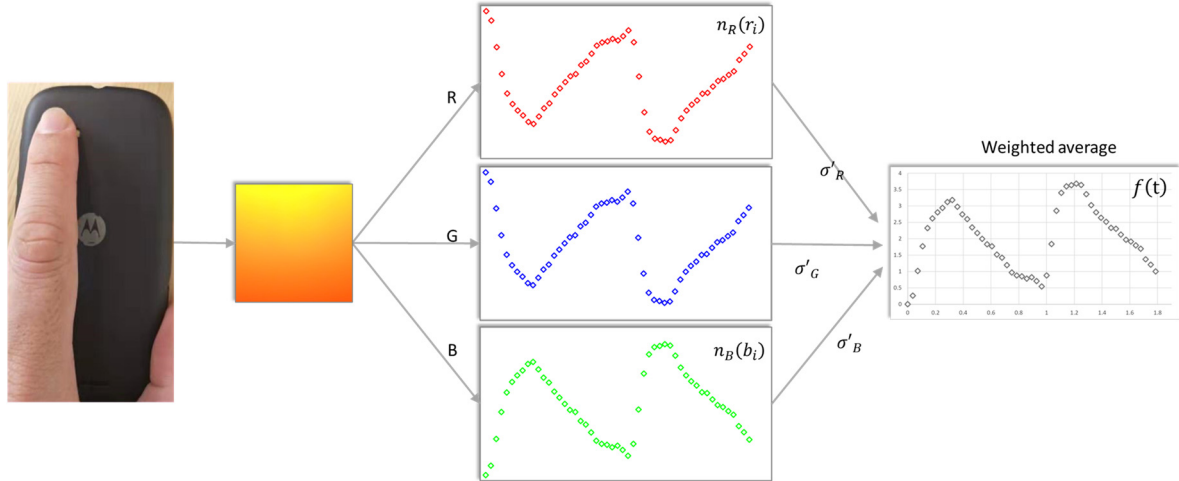 R
G
B
n_R(r_i)
n_B(b_i)
σ'_R
σ'_G
σ'_B
Weighted average
f(t)
4
3.5
3
2.5
2
1.5
1
0.5
0
0 0.2 0.4 0.6 0.8 1 1.2 1.4 1.6 1.8